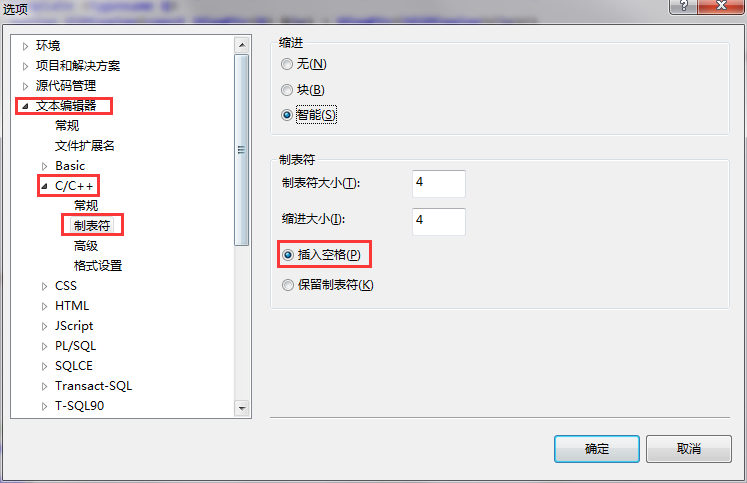 选项
?
环境
项目和解决方案
源代码管理
文本编辑器
常规
文件扩展名
Basic
C/C++
常规
制表符
高级
格式设置
CSS
HTML
JScript
PL/SQL
SQLCE
Transact-SQL
T-SQL90
缩进
无(N)
块(B)
智能(S)
制表符
制表符大小(T): 4
缩进大小(I): 4
插入空格(P)
保留制表符(K)
确定 取消